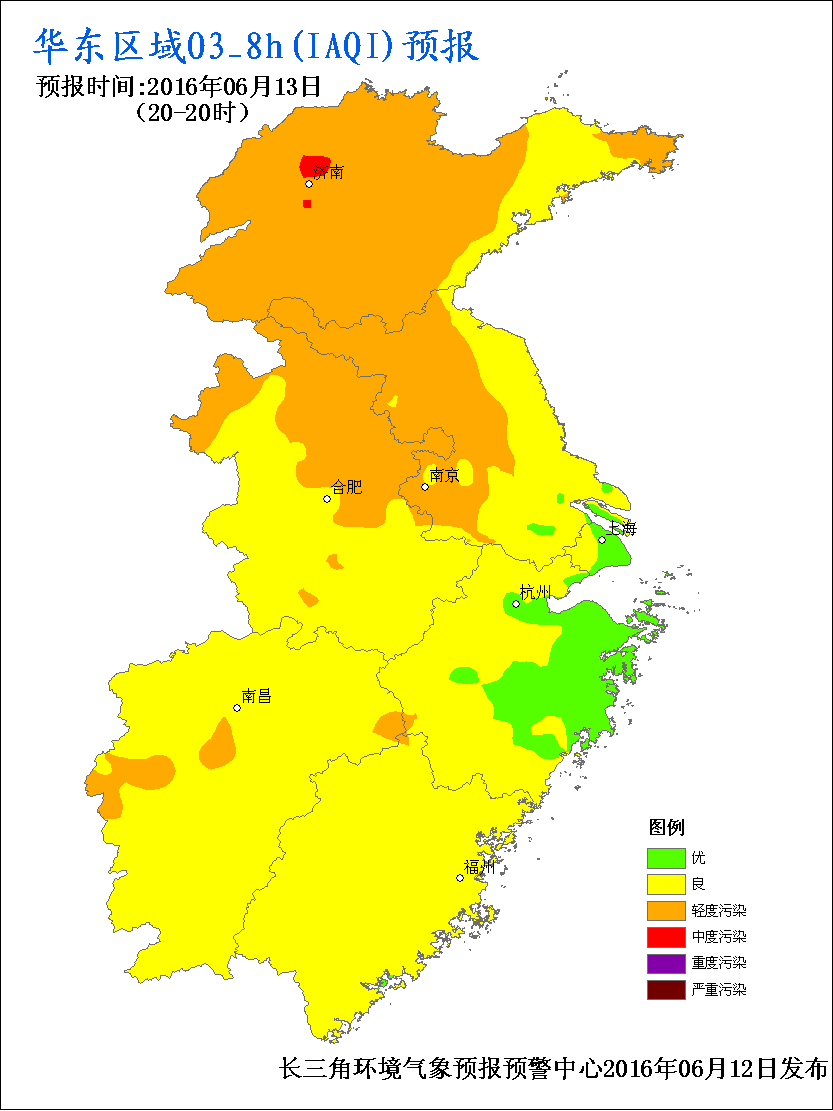 华东区域O3_8h(IAQI)预报
预报时间:2016年06月13日
(20-20时)
济南
南京
合肥
上海
杭州
南昌
福州
图例
优
良
轻度污染
中度污染
重度污染
严重污染
长三角环境气象预报预警中心2016年06月12日发布